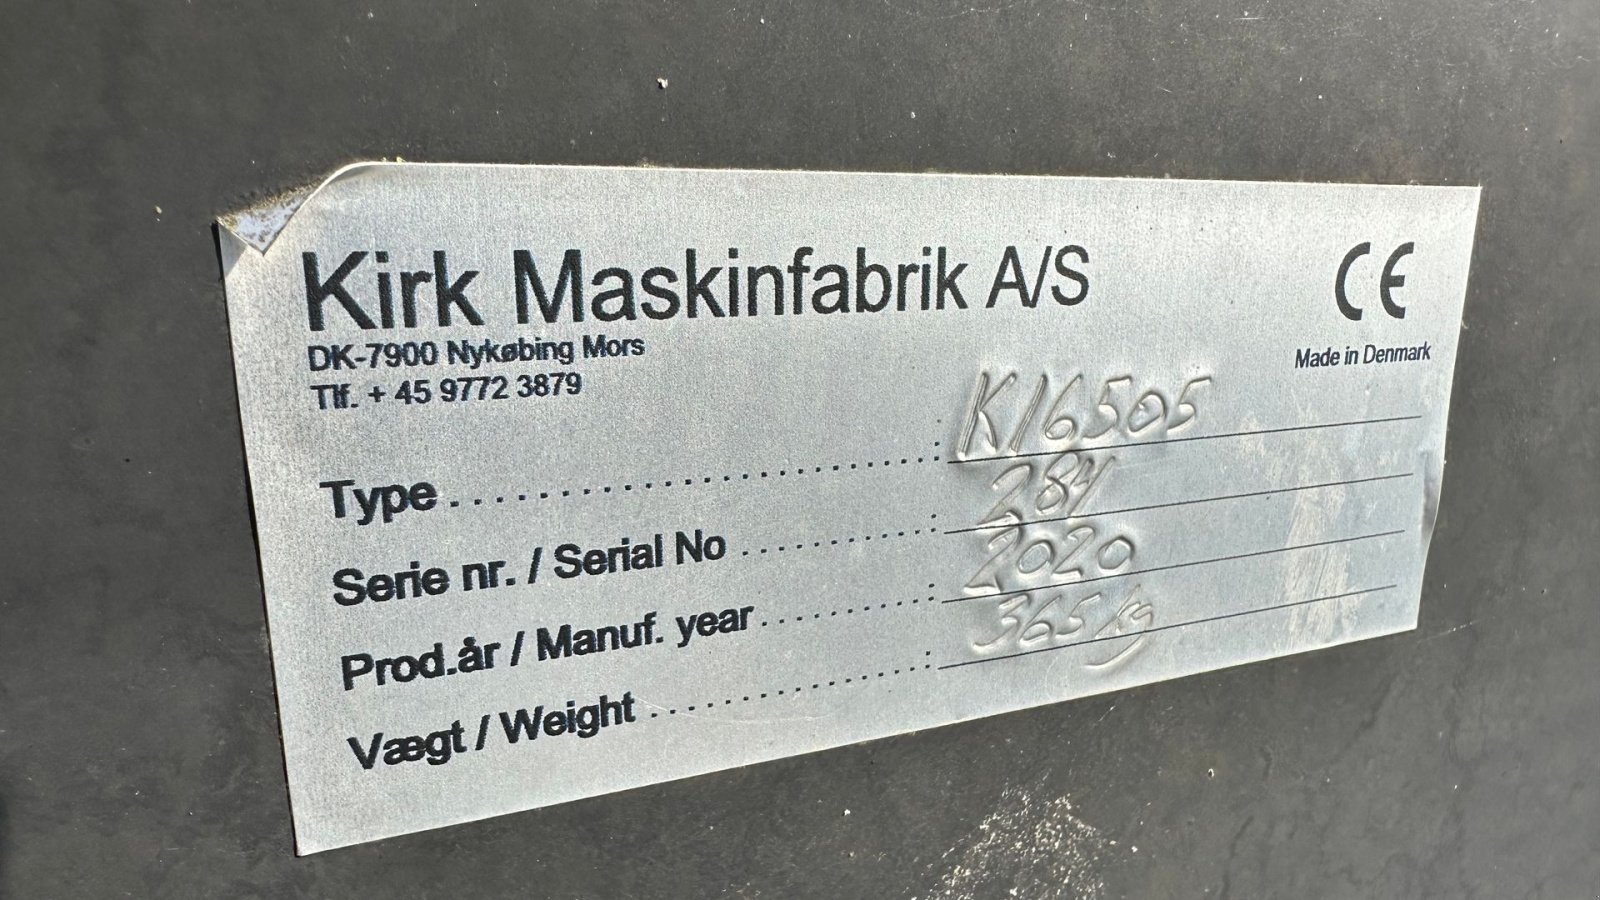 Kirk Maskinfabrik A/S
CE
DK-7900 Nykøbing Mors
Made in Denmark
Tlf. + 45 9772 3879
Type ........................: K16505
Serie nr. / Serial No ............: 284
Prod.år / Manuf. year ...........: 2020
Vægt / Weight ..................: 365 kg